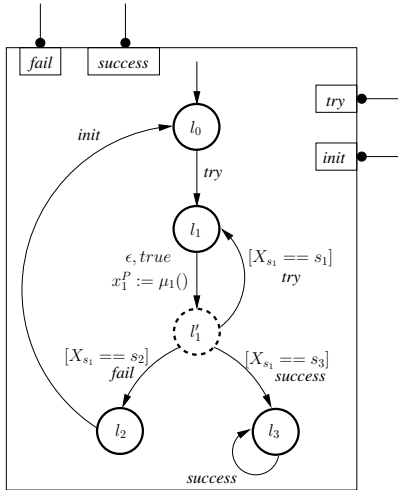 fail success
try
init
l₀
init
try
l₁
ϵ, true
x₁ᴾ := μ₁()
[Xₛ₁ == s₁]
try
l₁′
[Xₛ₁ == s₂]
fail
[Xₛ₁ == s₃]
success
l₂
l₃
success